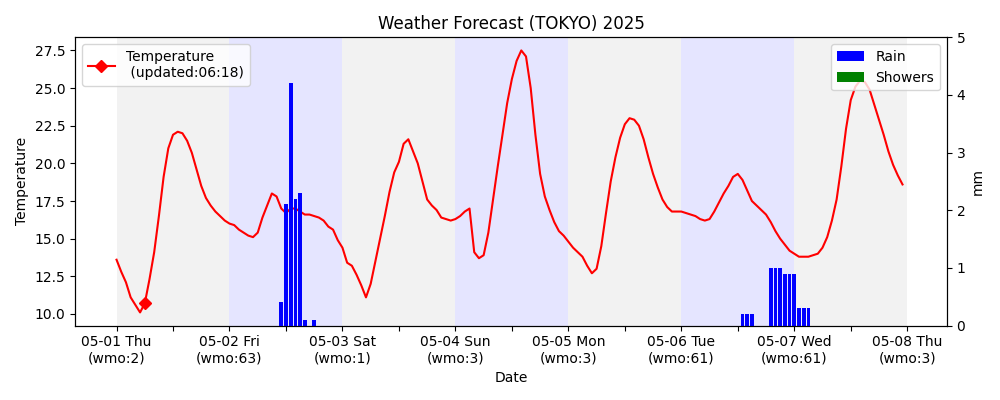 Weather Forecast (TOKYO) 2025
Temperature
(updated:06:18)
Rain
Showers
Temperature
27.5
25.0
22.5
20.0
17.5
15.0
12.5
10.0
5
4
3
2
1
0
mm
05-01 Thu
(wmo:2)
05-02 Fri
(wmo:63)
05-03 Sat
(wmo:1)
05-04 Sun
(wmo:3)
05-05 Mon
(wmo:3)
05-06 Tue
(wmo:61)
05-07 Wed
(wmo:61)
05-08 Thu
(wmo:3)
Date